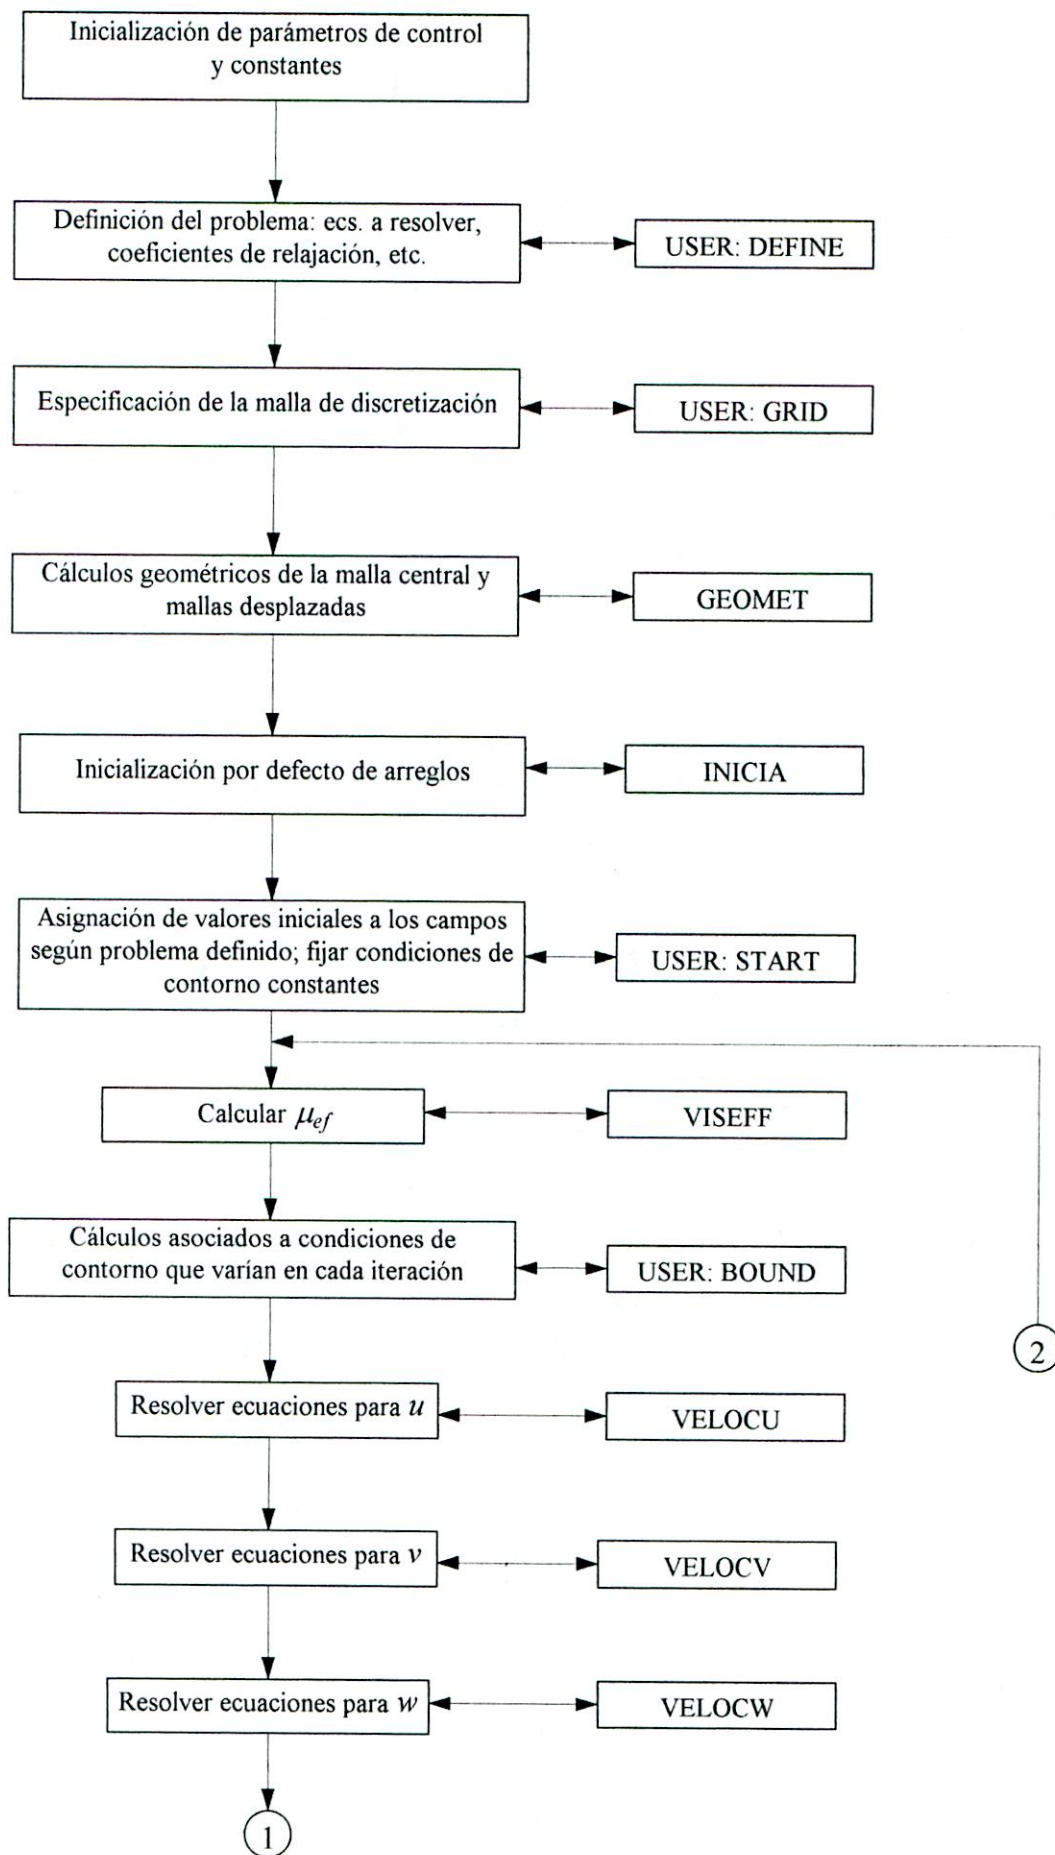 Inicialización de parámetros de control
y constantes
Definición del problema: ecs. a resolver,
coeficientes de relajación, etc.
USER: DEFINE
Especificación de la malla de discretización
USER: GRID
Cálculos geométricos de la malla central y
mallas desplazadas
GEOMET
Inicialización por defecto de arreglos
INICIA
Asignación de valores iniciales a los campos
según problema definido; fijar condiciones de
contorno constantes
USER: START
Calcular μef
VISEFF
Cálculos asociados a condiciones de
contorno que varían en cada iteración
USER: BOUND
2
Resolver ecuaciones para u
VELOCU
Resolver ecuaciones para v
VELOCV
Resolver ecuaciones para w
VELOCW
1